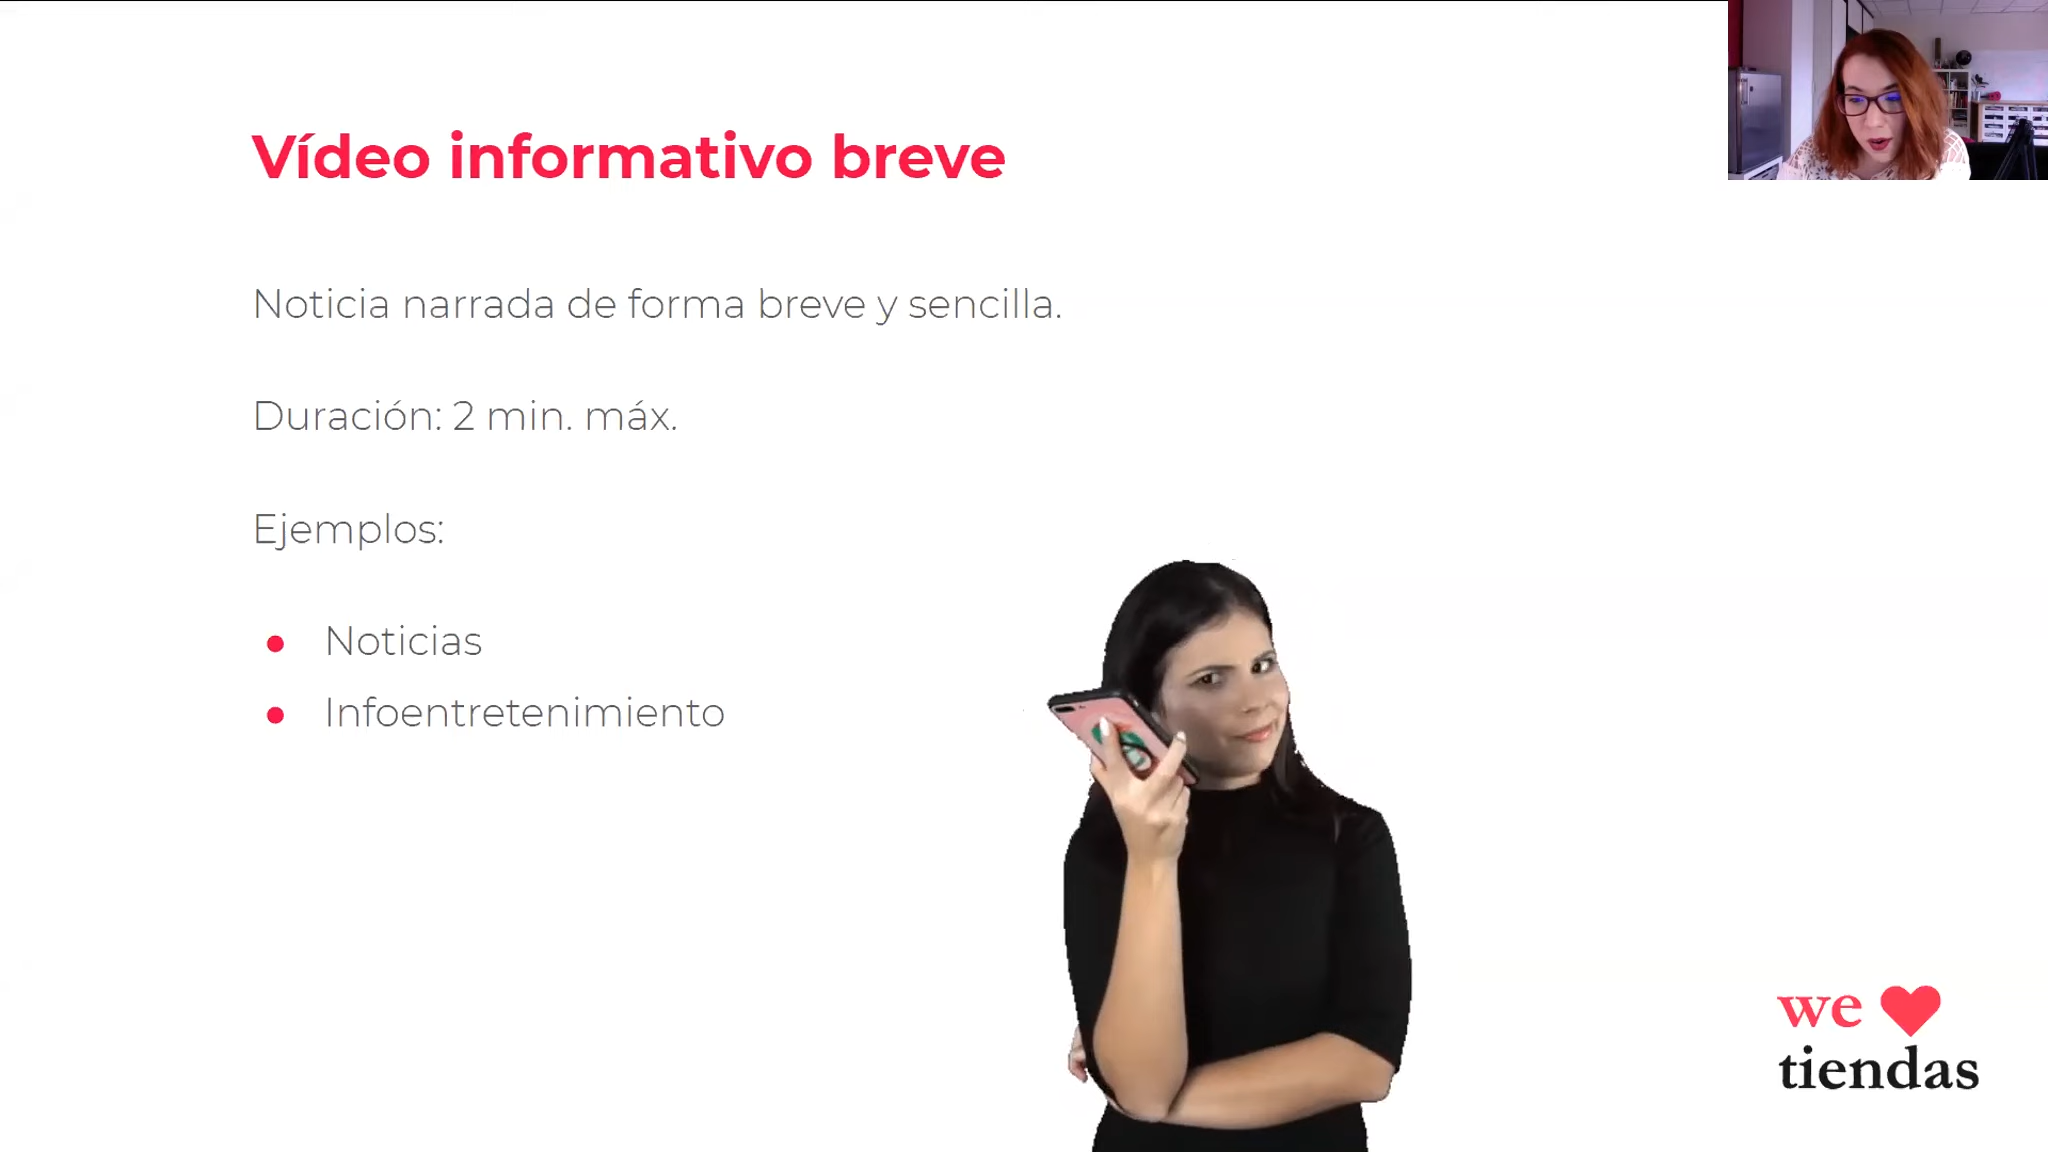 Vídeo informativo breve
Noticia narrada de forma breve y sencilla.
Duración: 2 min. máx.
Ejemplos:
● Noticias
● Infoentretenimiento
we ❤
tiendas